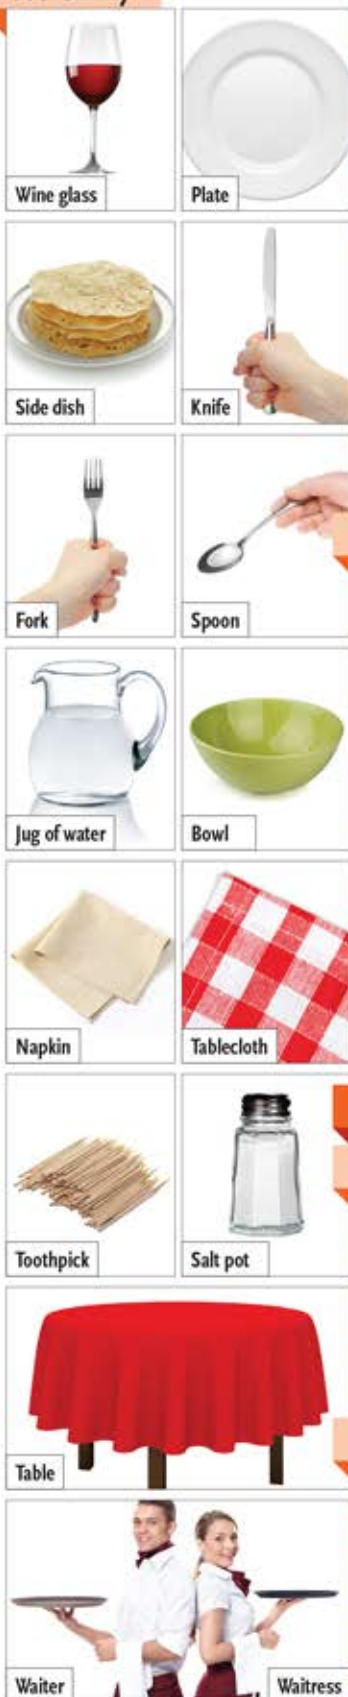 Wine glass
Plate
Side dish
Knife
Fork
Spoon
Jug of water
Bowl
Napkin
Tablecloth
Toothpick
Salt pot
Table
Waiter
Waitress